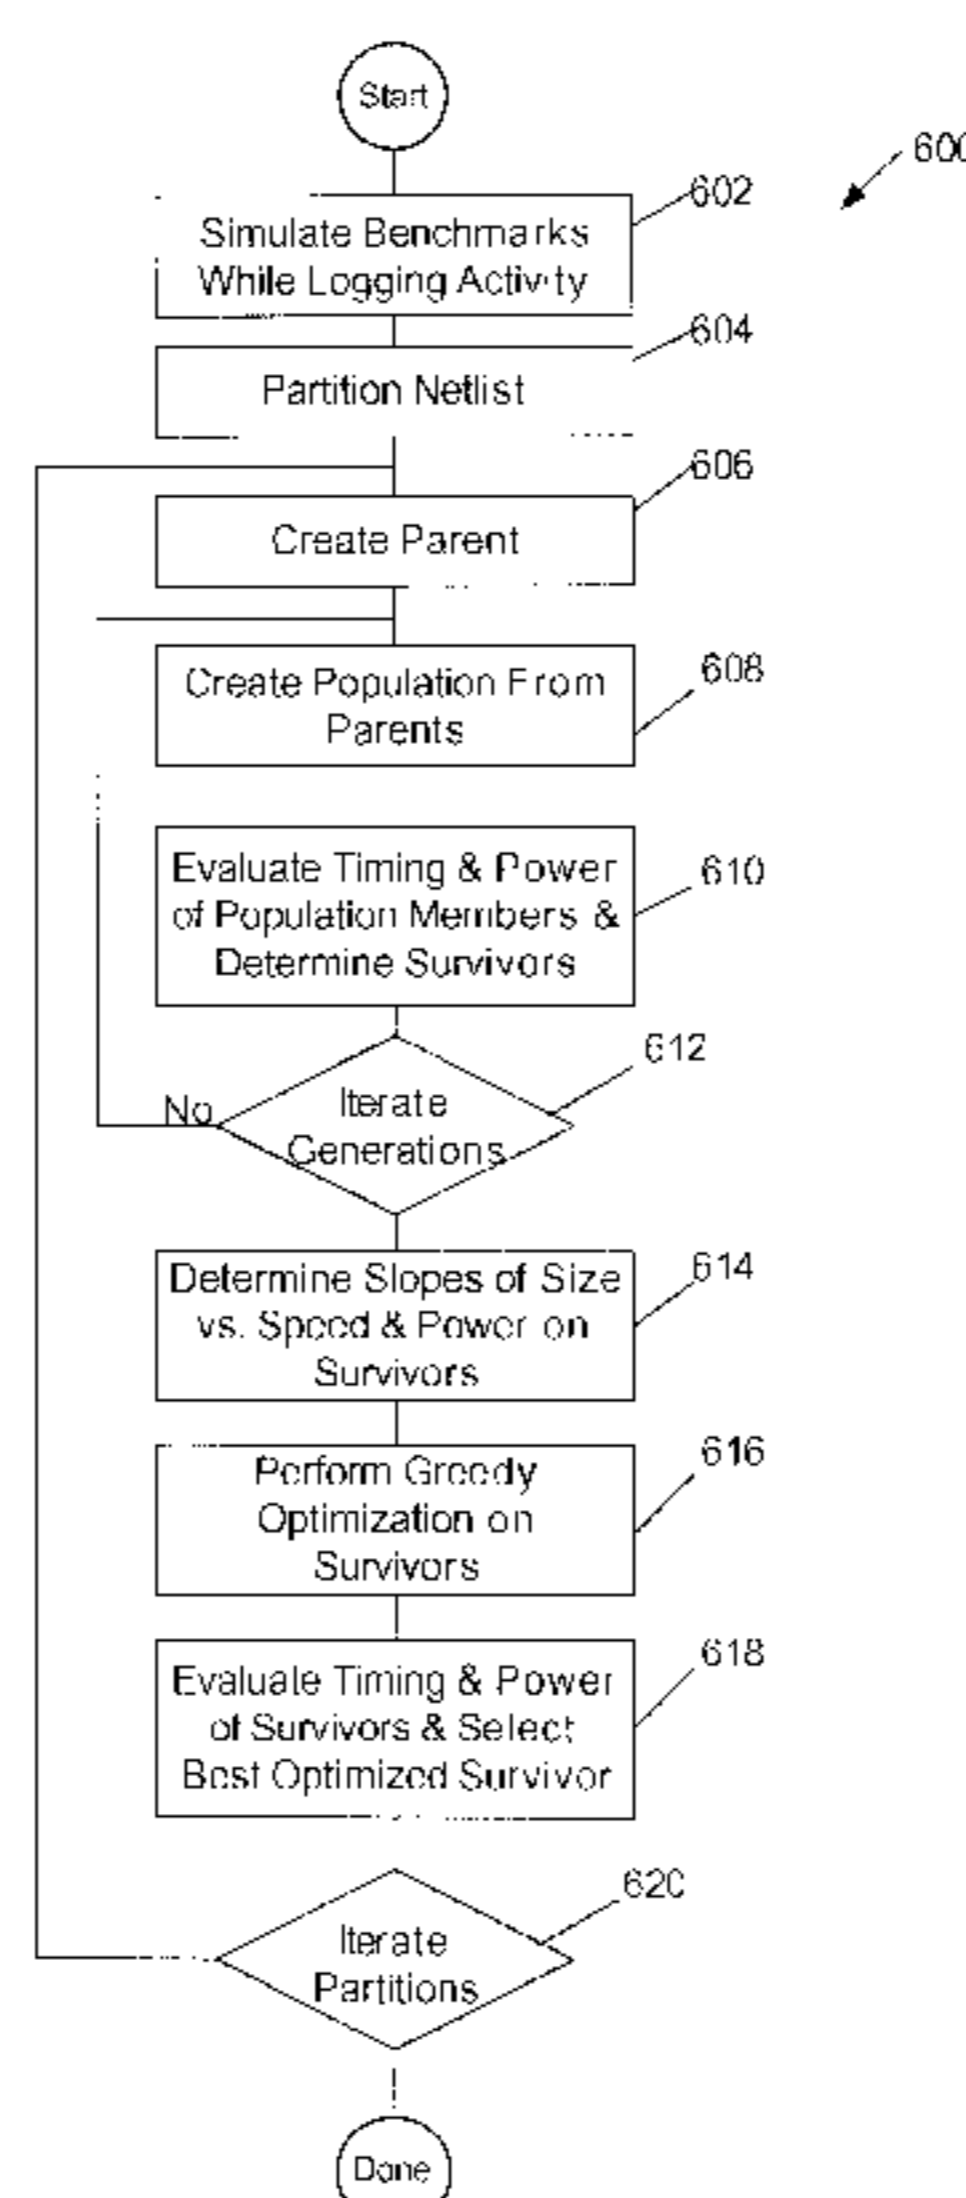 Start
600
602
Simulate Benchmarks
While Logging Activity
604
Partition Netlist
606
Create Parent
608
Create Population From
Parents
610
Evaluate Timing & Power
of Population Members &
Determine Survivors
612
No
Iterate
Generations
614
Determine Slopes of Size
vs. Speed & Power on
Survivors
616
Perform Greedy
Optimization on
Survivors
618
Evaluate Timing & Power
of Survivors & Select
Best Optimized Survivor
620
Iterate
Partitions
Done